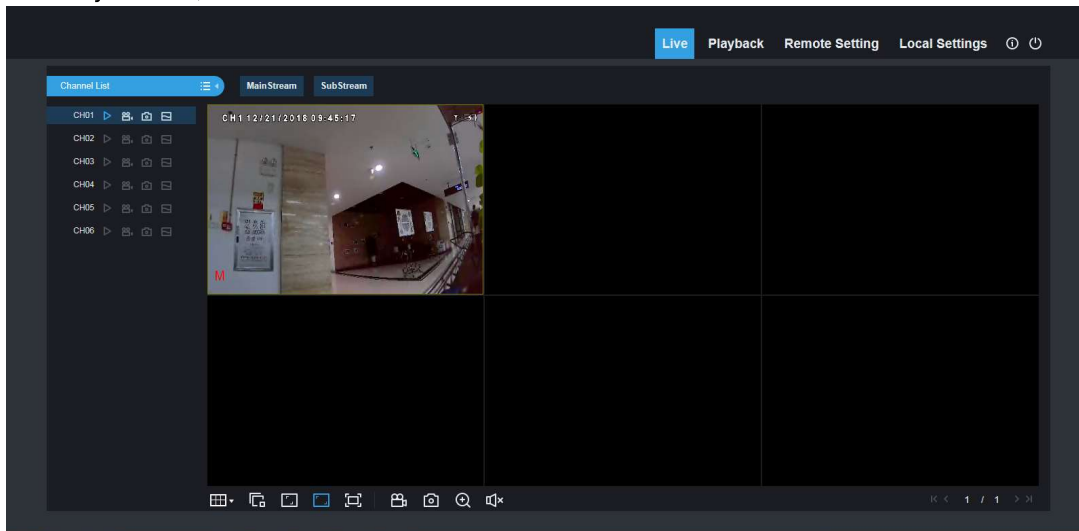 Live Playback Remote Setting Local Settings
Channel List
MainStream SubStream
CH01
CH02
CH03
CH04
CH05
CH06
CH1 12/21/2018 09:45:17
M
1 / 1